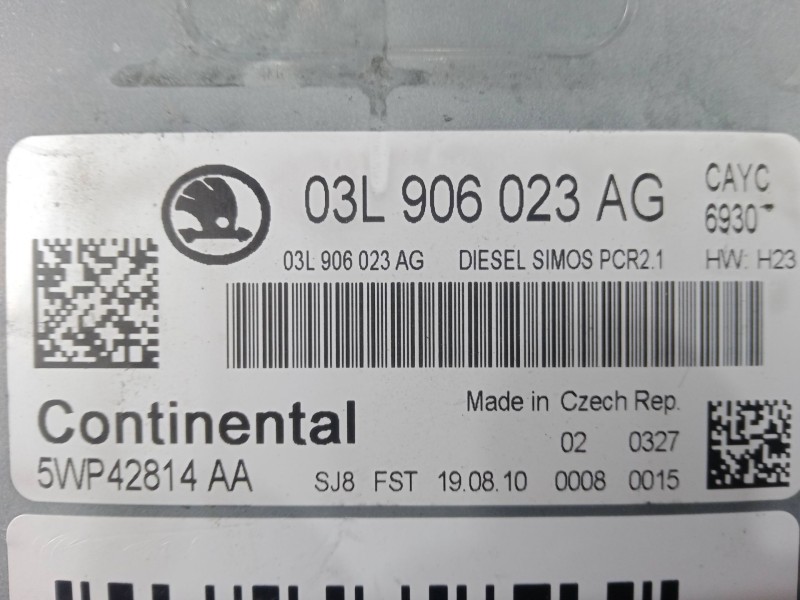 03L 906 023 AG CAYC
6930
03L 906 023 AG DIESEL SIMOS PCR2.1 HW: H23
Continental
Made in Czech Rep.
02 0327
5WP42814 AA SJ8 FST 19.08.10 0008 0015